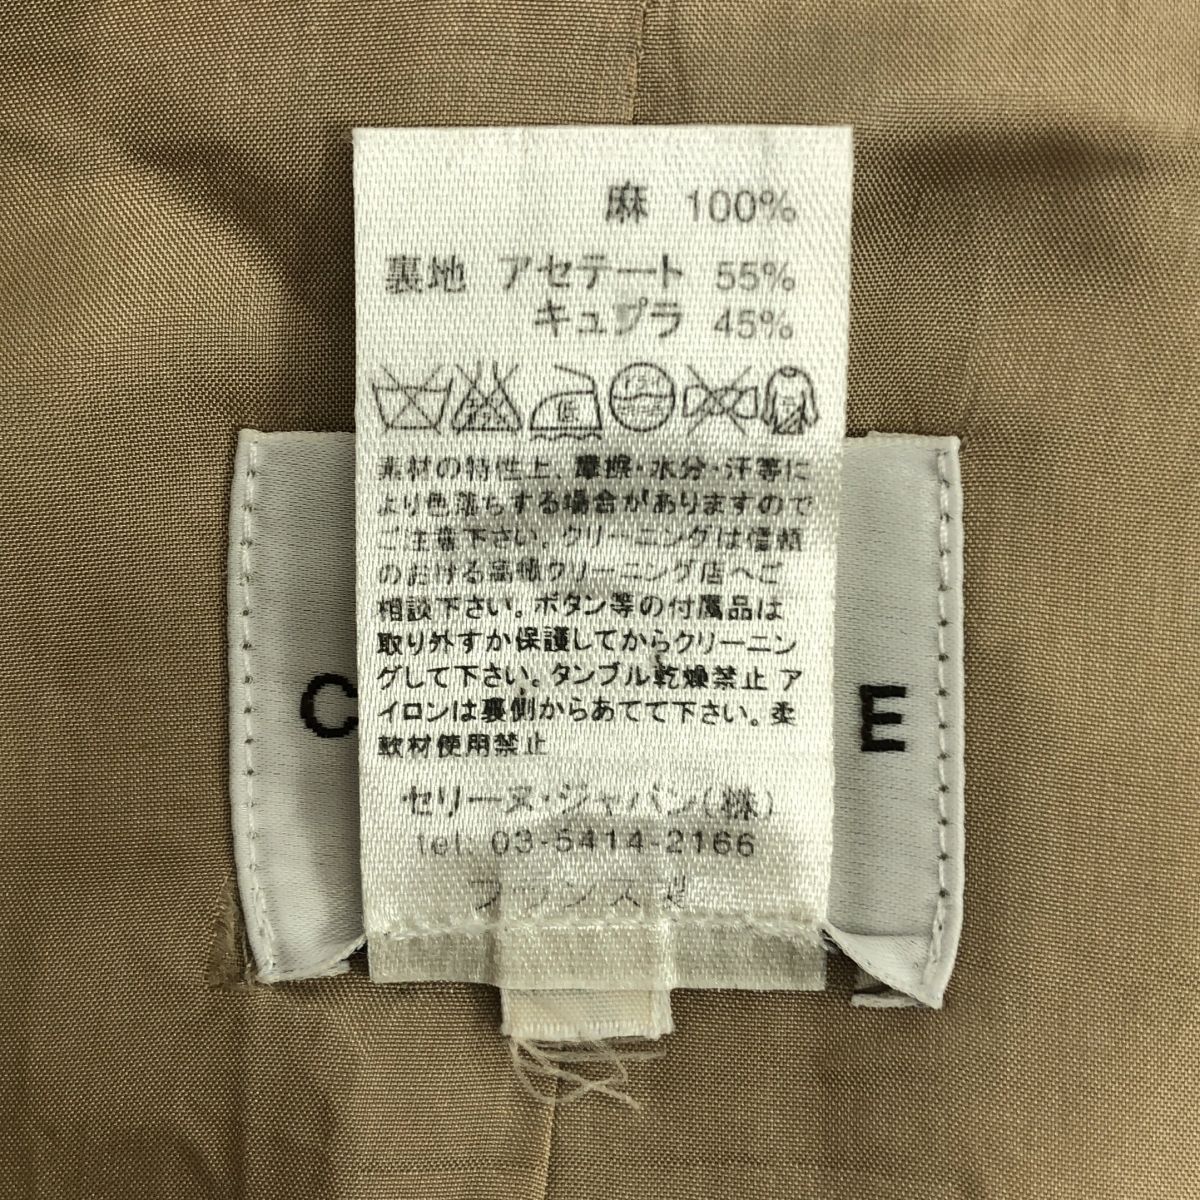 麻 100%
裏地 アセテート 55%
キュプラ 45%
素材の特性上、摩擦・水分・汗等に
より色落ちする場合がありますので
ご注意下さい。クリーニングは信頼
のおける高級クリーニング店へご
相談下さい。ボタン等の付属品は
取り外すか保護してからクリーニン
グして下さい。タンブル乾燥禁止 ア
イロンは裏側からあてて下さい。柔
軟材使用禁止
セリーヌ・ジャパン(株)
tel. 03-5414-2166
フランス製
C E